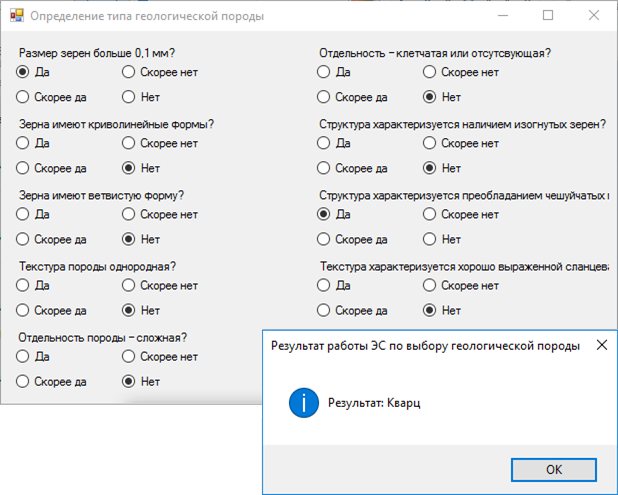 Определение типа геологической породы
Размер зерен больше 0,1 мм?
Да
Скорее нет
Скорее да
Нет
Зерна имеют криволинейные формы?
Да
Скорее нет
Скорее да
Нет
Зерна имеют ветвистую форму?
Да
Скорее нет
Скорее да
Нет
Текстура породы однородная?
Да
Скорее нет
Скорее да
Нет
Отдельность породы – сложная?
Да
Скорее нет
Скорее да
Нет
Отдельность – клетчатая или отсутсвующая?
Да
Скорее нет
Скорее да
Нет
Структура характеризуется наличием изогнутых зерен?
Да
Скорее нет
Скорее да
Нет
Структура характеризуется преобладанием чешуйчатых
Да
Скорее нет
Скорее да
Нет
Текстура характеризуется хорошо выраженной сланцева
Да
Скорее нет
Скорее да
Нет
Результат работы ЭС по выбору геологической породы
Результат: Кварц
OK